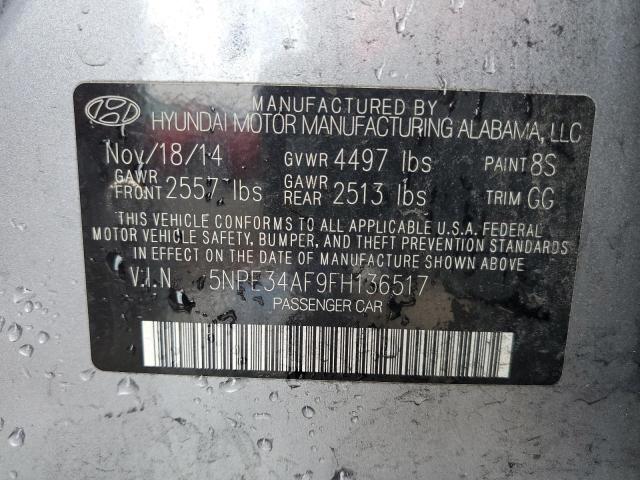 MANUFACTURED BY
HYUNDAI MOTOR MANUFACTURING ALABAMA, LLC
Nov/18/14 GVWR 4497 lbs PAINT 8S
GAWR FRONT 2557 lbs GAWR REAR 2513 lbs TRIM GG
THIS VEHICLE CONFORMS TO ALL APPLICABLE U.S.A. FEDERAL
MOTOR VEHICLE SAFETY, BUMPER, AND THEFT PREVENTION STANDARDS
IN EFFECT ON THE DATE OF MANUFACTURE SHOWN ABOVE
V.I.N. 5NPE34AF9FH136517
PASSENGER CAR